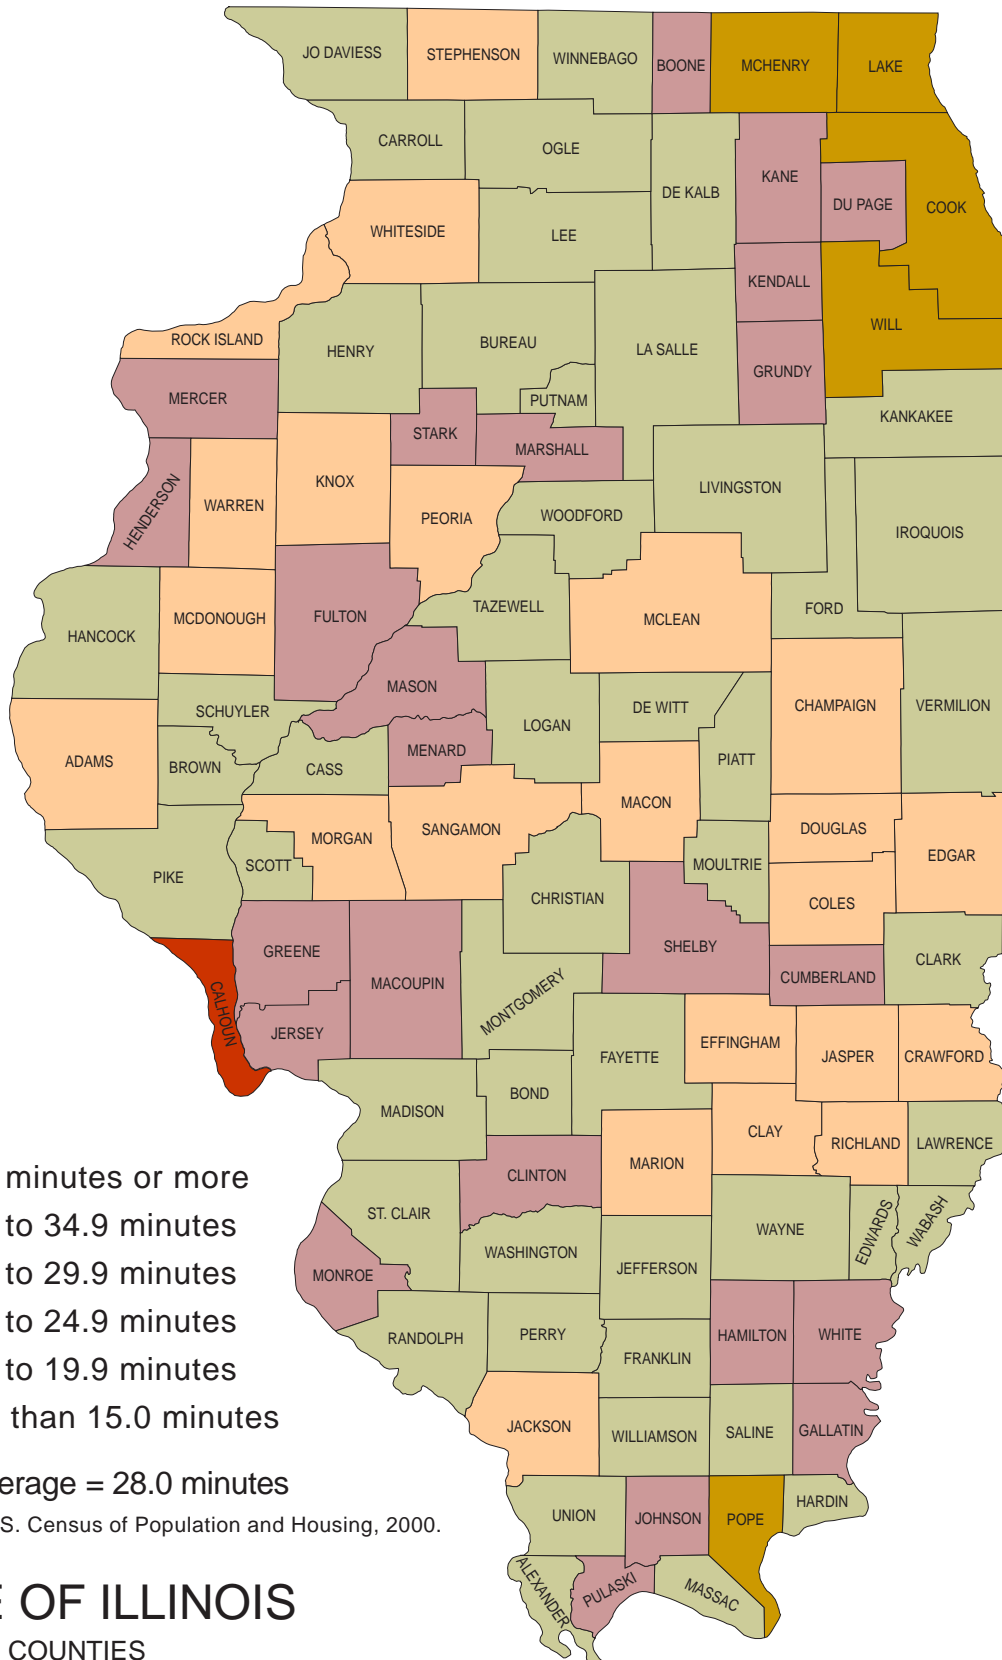 JO DAVIESS
STEPHENSON
WINNEBAGO
BOONE
MCHENRY
LAKE
CARROLL
OGLE
DE KALB
KANE
DU PAGE
COOK
WHITESIDE
LEE
KENDALL
ROCK ISLAND
HENRY
BUREAU
LA SALLE
WILL
GRUNDY
MERCER
PUTNAM
KANKAKEE
STARK
MARSHALL
HENDERSON
WARREN
KNOX
PEORIA
WOODFORD
LIVINGSTON
IROQUOIS
HANCOCK
MCDONOUGH
FULTON
TAZEWELL
MCLEAN
FORD
MASON
SCHUYLER
LOGAN
DE WITT
CHAMPAIGN
VERMILION
ADAMS
BROWN
CASS
MENARD
PIATT
MACON
MORGAN
SANGAMON
DOUGLAS
EDGAR
PIKE
SCOTT
CHRISTIAN
MOULTRIE
COLES
GREENE
MACOUPIN
MONTGOMERY
SHELBY
CUMBERLAND
CLARK
CALHOUN
JERSEY
FAYETTE
EFFINGHAM
JASPER
CRAWFORD
MADISON
BOND
CLAY
RICHLAND
LAWRENCE
CLINTON
MARION
ST. CLAIR
WAYNE
EDWARDS
WABASH
MONROE
WASHINGTON
JEFFERSON
RANDOLPH
PERRY
FRANKLIN
HAMILTON
WHITE
JACKSON
WILLIAMSON
SALINE
GALLATIN
UNION
JOHNSON
POPE
HARDIN
ALEXANDER
PULASKI
MASSAC
minutes or more
to 34.9 minutes
to 29.9 minutes
to 24.9 minutes
to 19.9 minutes
than 15.0 minutes
erage = 28.0 minutes
S. Census of Population and Housing, 2000.
E OF ILLINOIS
COUNTIES